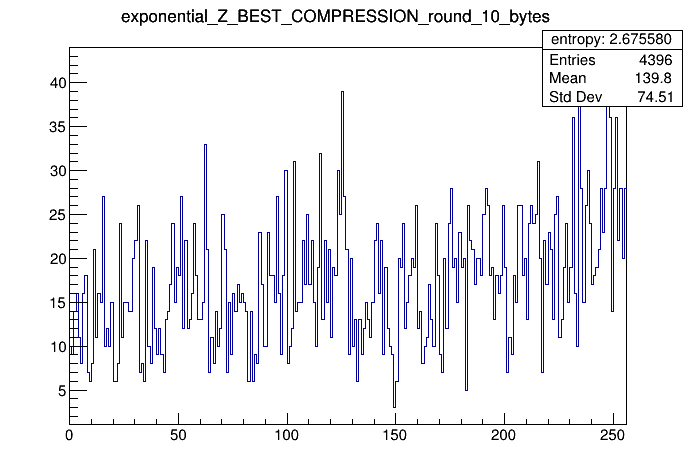 exponential_Z_BEST_COMPRESSION_round_10_bytes
entropy: 2.675580
Entries 4396
Mean 139.8
Std Dev 74.51
40
35
30
25
20
15
10
5
0 50 100 150 200 250